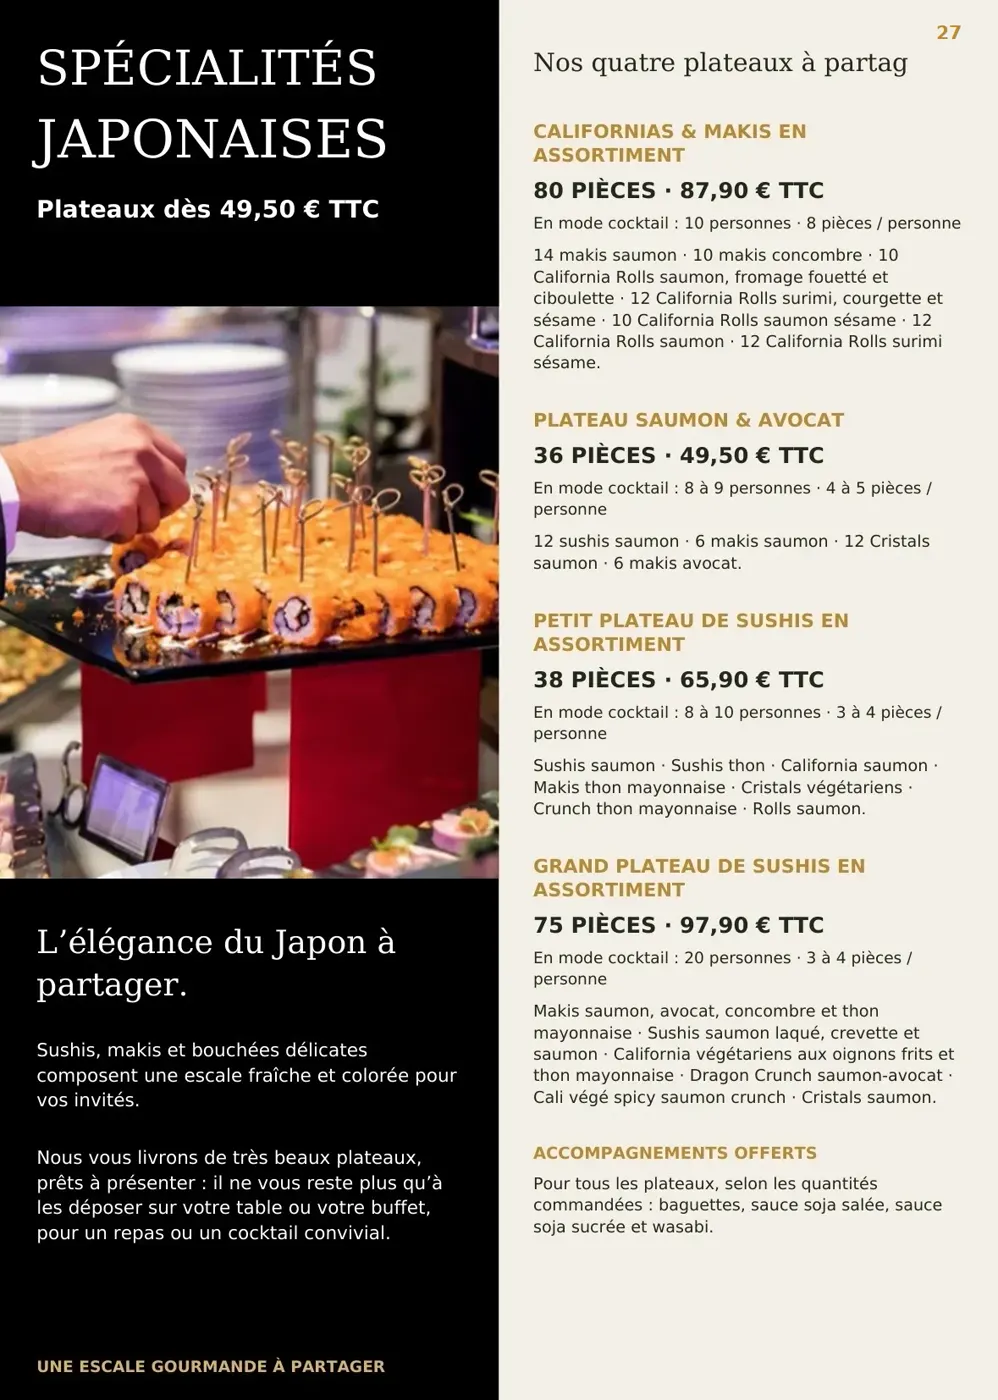 SPÉCIALITÉS
JAPONAISES
Plateaux dès 49,50 € TTC
L’élégance du Japon à
partager.
Sushis, makis et bouchées délicates
composent une escale fraîche et colorée pour
vos invités.
Nous vous livrons de très beaux plateaux,
prêts à présenter : il ne vous reste plus qu’à
les déposer sur votre table ou votre buffet,
pour un repas ou un cocktail convivial.
UNE ESCALE GOURMANDE À PARTAGER
27
Nos quatre plateaux à partag
CALIFORNIAS & MAKIS EN
ASSORTIMENT
80 PIÈCES · 87,90 € TTC
En mode cocktail : 10 personnes · 8 pièces / personne
14 makis saumon · 10 makis concombre · 10
California Rolls saumon, fromage fouetté et
ciboulette · 12 California Rolls surimi, courgette et
sésame · 10 California Rolls saumon sésame · 12
California Rolls saumon · 12 California Rolls surimi
sésame.
PLATEAU SAUMON & AVOCAT
36 PIÈCES · 49,50 € TTC
En mode cocktail : 8 à 9 personnes · 4 à 5 pièces /
personne
12 sushis saumon · 6 makis saumon · 12 Cristals
saumon · 6 makis avocat.
PETIT PLATEAU DE SUSHIS EN
ASSORTIMENT
38 PIÈCES · 65,90 € TTC
En mode cocktail : 8 à 10 personnes · 3 à 4 pièces /
personne
Sushis saumon · Sushis thon · California saumon ·
Makis thon mayonnaise · Cristals végétariens ·
Crunch thon mayonnaise · Rolls saumon.
GRAND PLATEAU DE SUSHIS EN
ASSORTIMENT
75 PIÈCES · 97,90 € TTC
En mode cocktail : 20 personnes · 3 à 4 pièces /
personne
Makis saumon, avocat, concombre et thon
mayonnaise · Sushis saumon laqué, crevette et
saumon · California végétariens aux oignons frits et
thon mayonnaise · Dragon Crunch saumon-avocat ·
Cali végé spicy saumon crunch · Cristals saumon.
ACCOMPAGNEMENTS OFFERTS
Pour tous les plateaux, selon les quantités
commandées : baguettes, sauce soja salée, sauce
soja sucrée et wasabi.